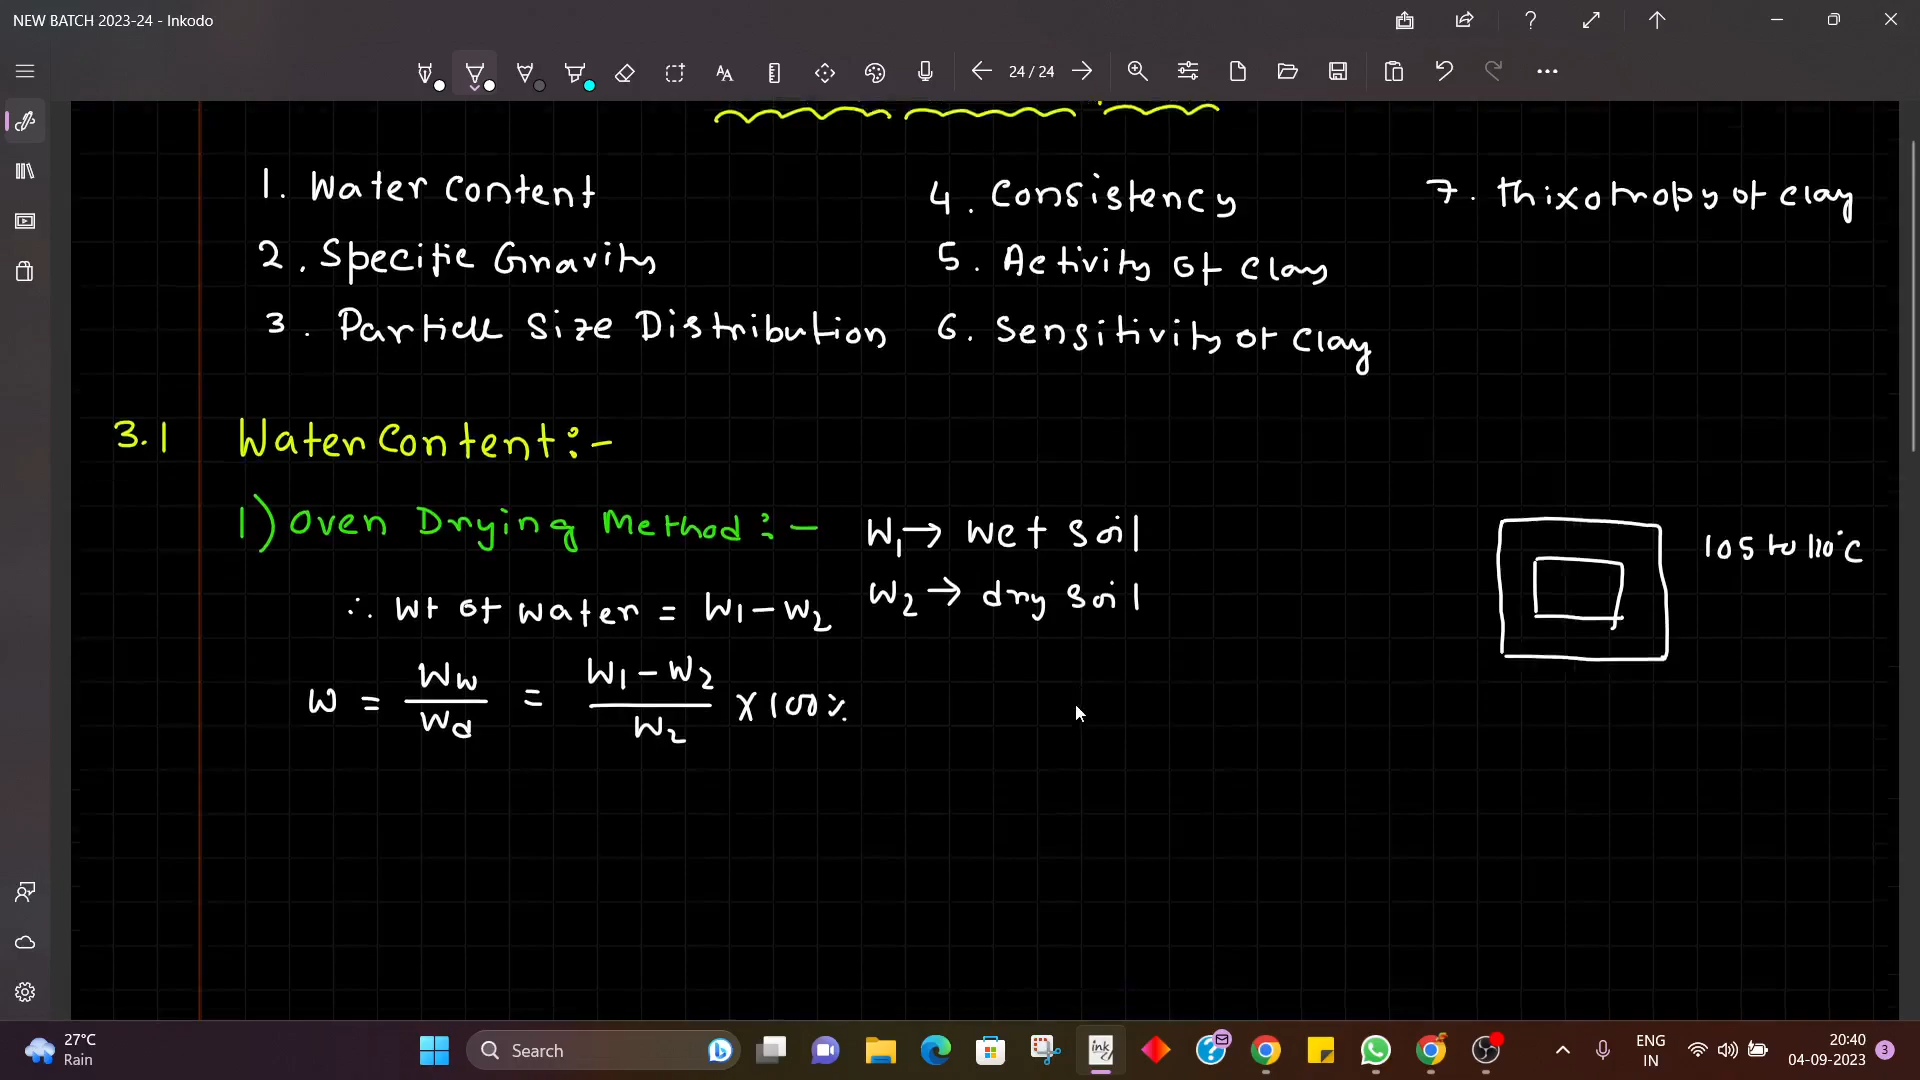 NEW BATCH 2023-24 - Inkodo
24 / 24
1. Water Content
2. Specific Gravity
3. Particle Size Distribution
4. Consistency
5. Activity of clay
6. Sensitivity of clay
7. Thixotropy of clay
3.1 Water Content :-
1) Oven Drying Method :-
W1 → wet soil
W2 → dry soil
105 to 110°C
∴ Wt of water = W1 - W2
w = Ww / Wd = (W1 - W2) / W2 × 100%
27°C
Rain
Search
ink
ENG
IN
20:40
04-09-2023
3